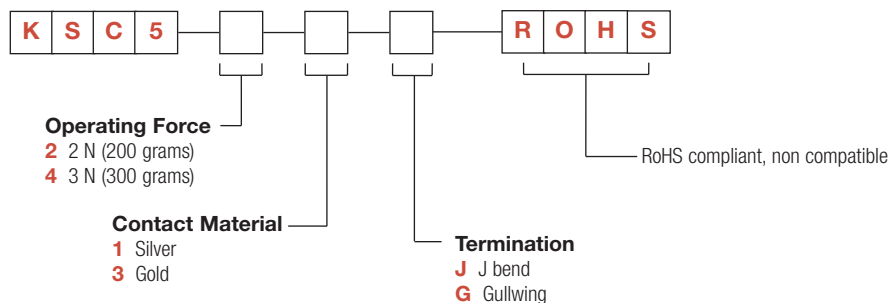 K S C 5 R O H S
Operating Force
2 2 N (200 grams)
4 3 N (300 grams)
RoHS compliant, non compatible
Contact Material
1 Silver
3 Gold
Termination
J J bend
G Gullwing